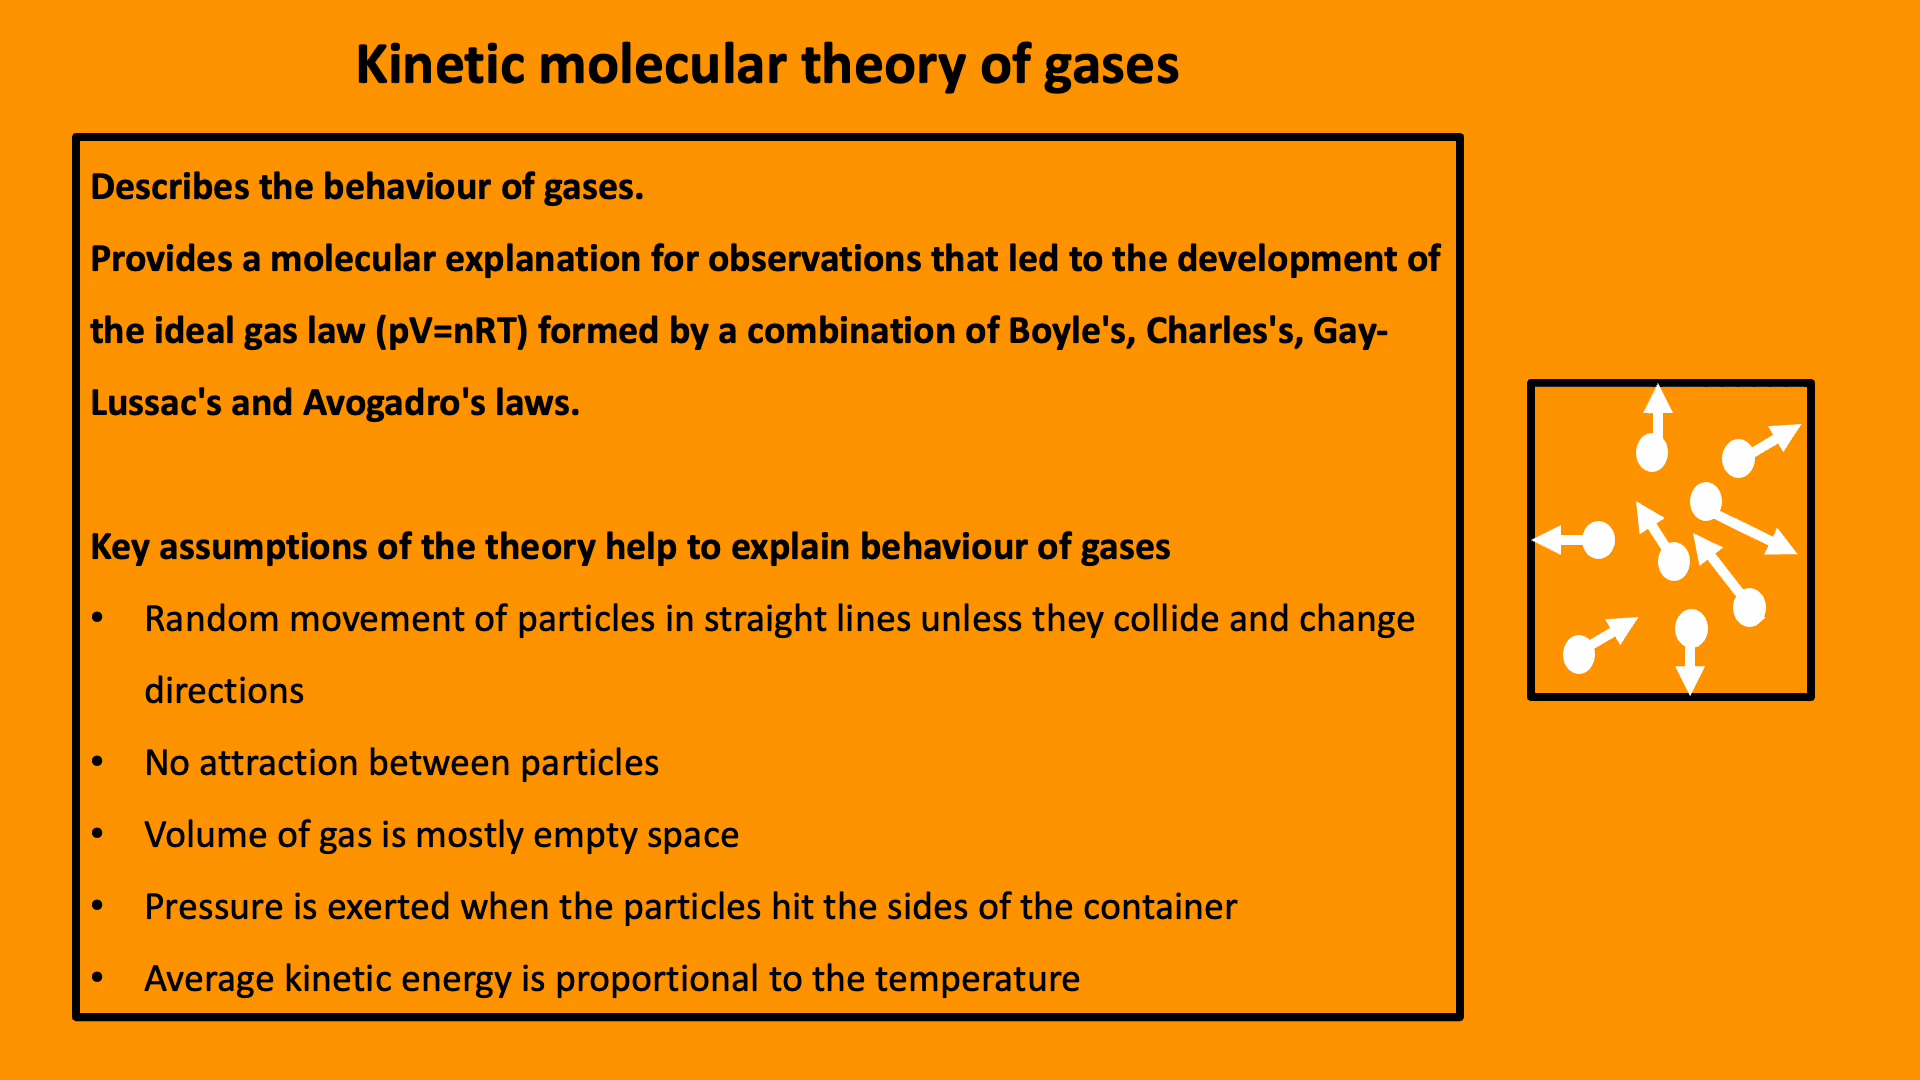 Kinetic molecular theory of gases
Describes the behaviour of gases.
Provides a molecular explanation for observations that led to the development of
the ideal gas law (pV=nRT) formed by a combination of Boyle's, Charles's, Gay-
Lussac's and Avogadro's laws.
Key assumptions of the theory help to explain behaviour of gases
• Random movement of particles in straight lines unless they collide and change
directions
• No attraction between particles
• Volume of gas is mostly empty space
• Pressure is exerted when the particles hit the sides of the container
• Average kinetic energy is proportional to the temperature